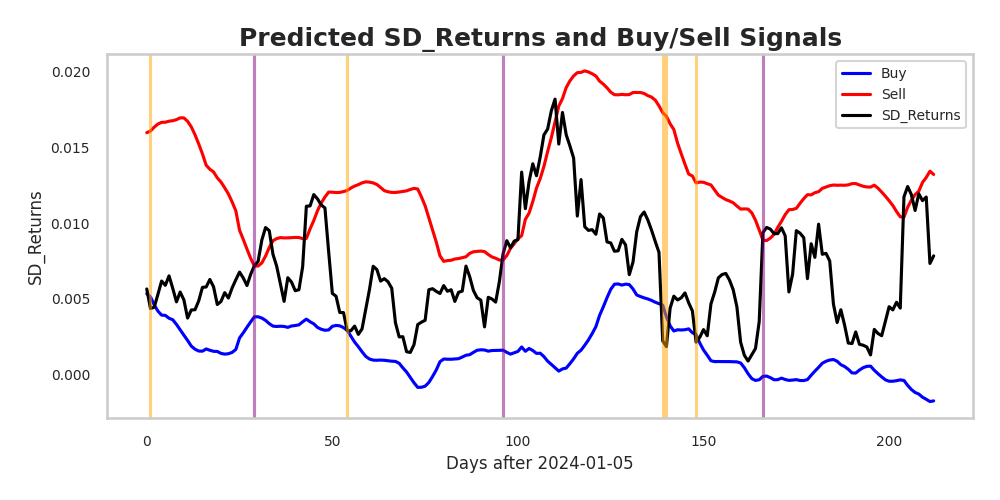 Predicted SD_Returns and Buy/Sell Signals
SD_Returns
0.020
0.015
0.010
0.005
0.000
Buy
Sell
SD_Returns
0
50
100
150
200
Days after 2024-01-05